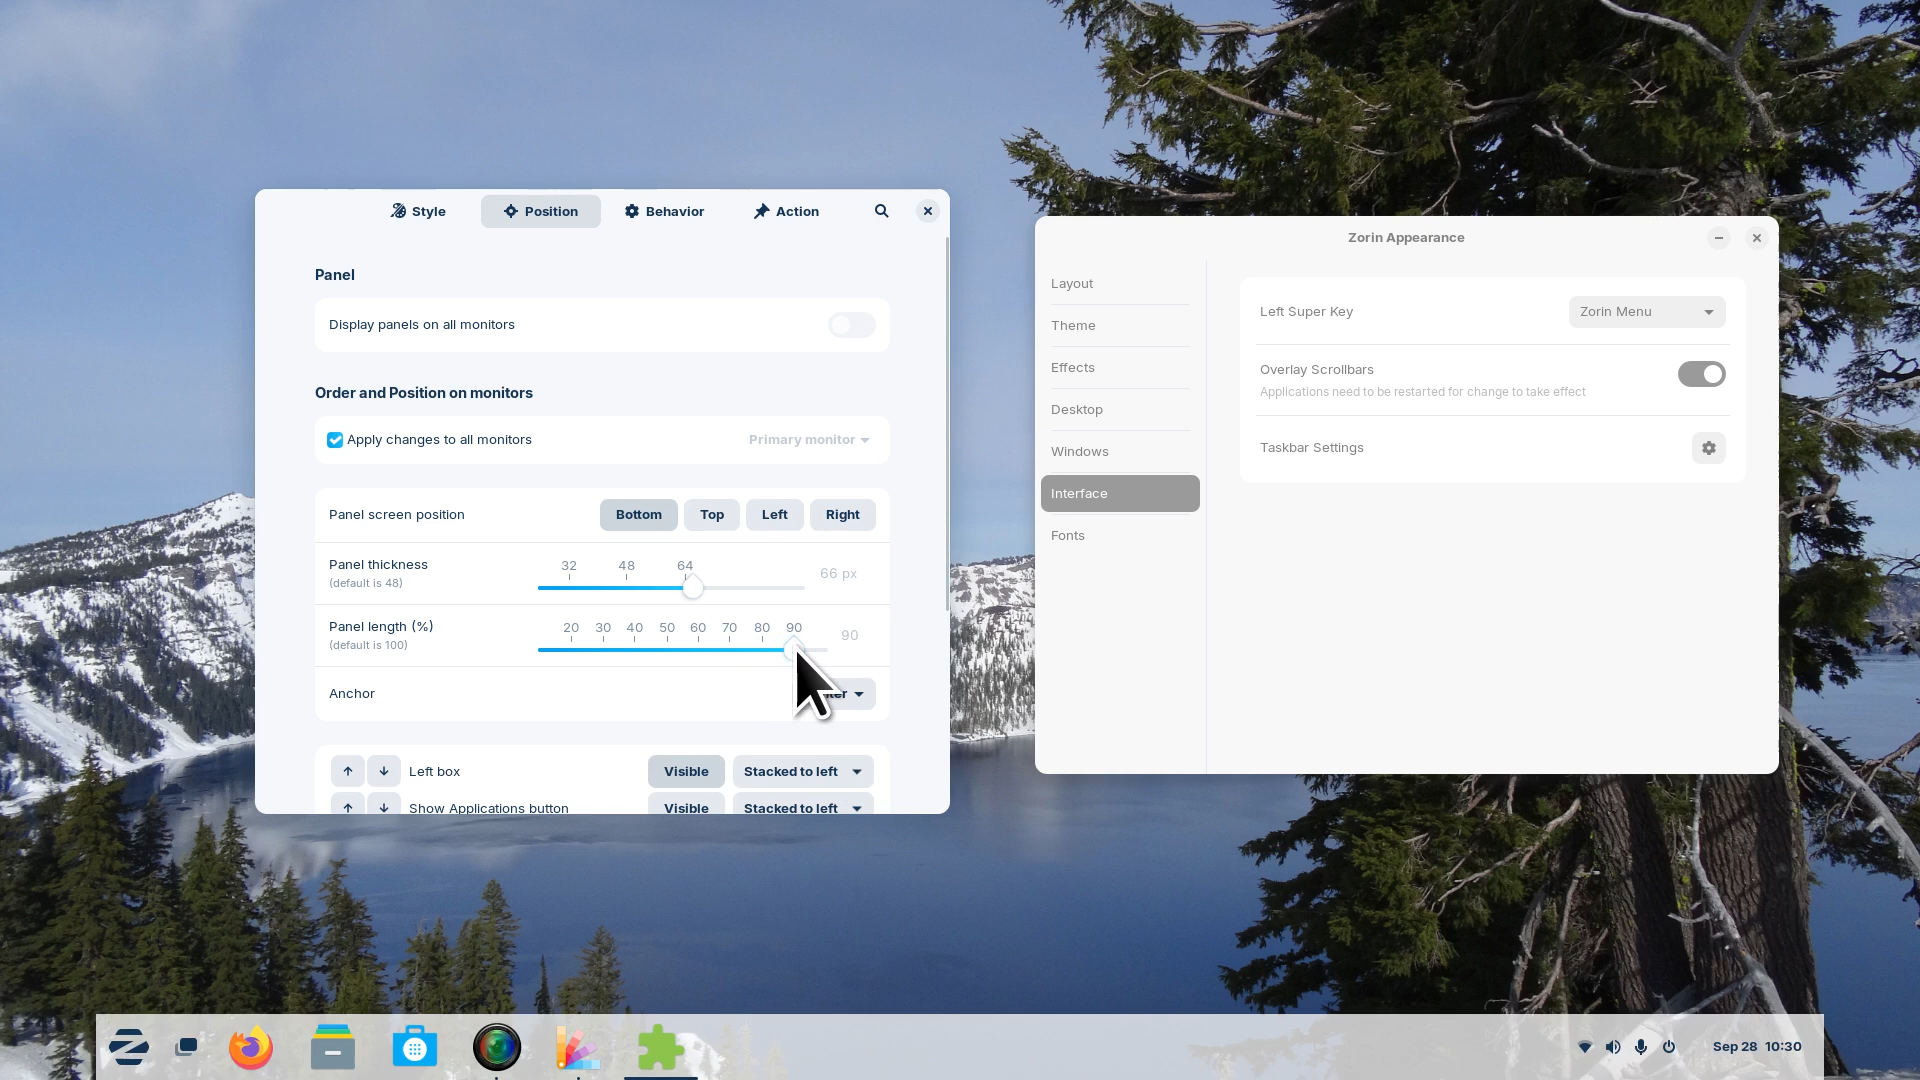 Style
Position
Behavior
Action
Panel
Display panels on all monitors
Order and Position on monitors
Apply changes to all monitors
Primary monitor
Panel screen position
Bottom
Top
Left
Right
Panel thickness
(default is 48)
32 48 64
66 px
Panel length (%)
(default is 100)
20 30 40 50 60 70 80 90
90
Anchor
Left box
Visible
Stacked to left
Show Applications button
Visible
Stacked to left
Zorin Appearance
Layout
Theme
Effects
Desktop
Windows
Interface
Fonts
Left Super Key
Zorin Menu
Overlay Scrollbars
Applications need to be restarted for change to take effect
Taskbar Settings
Sep 28 10:30